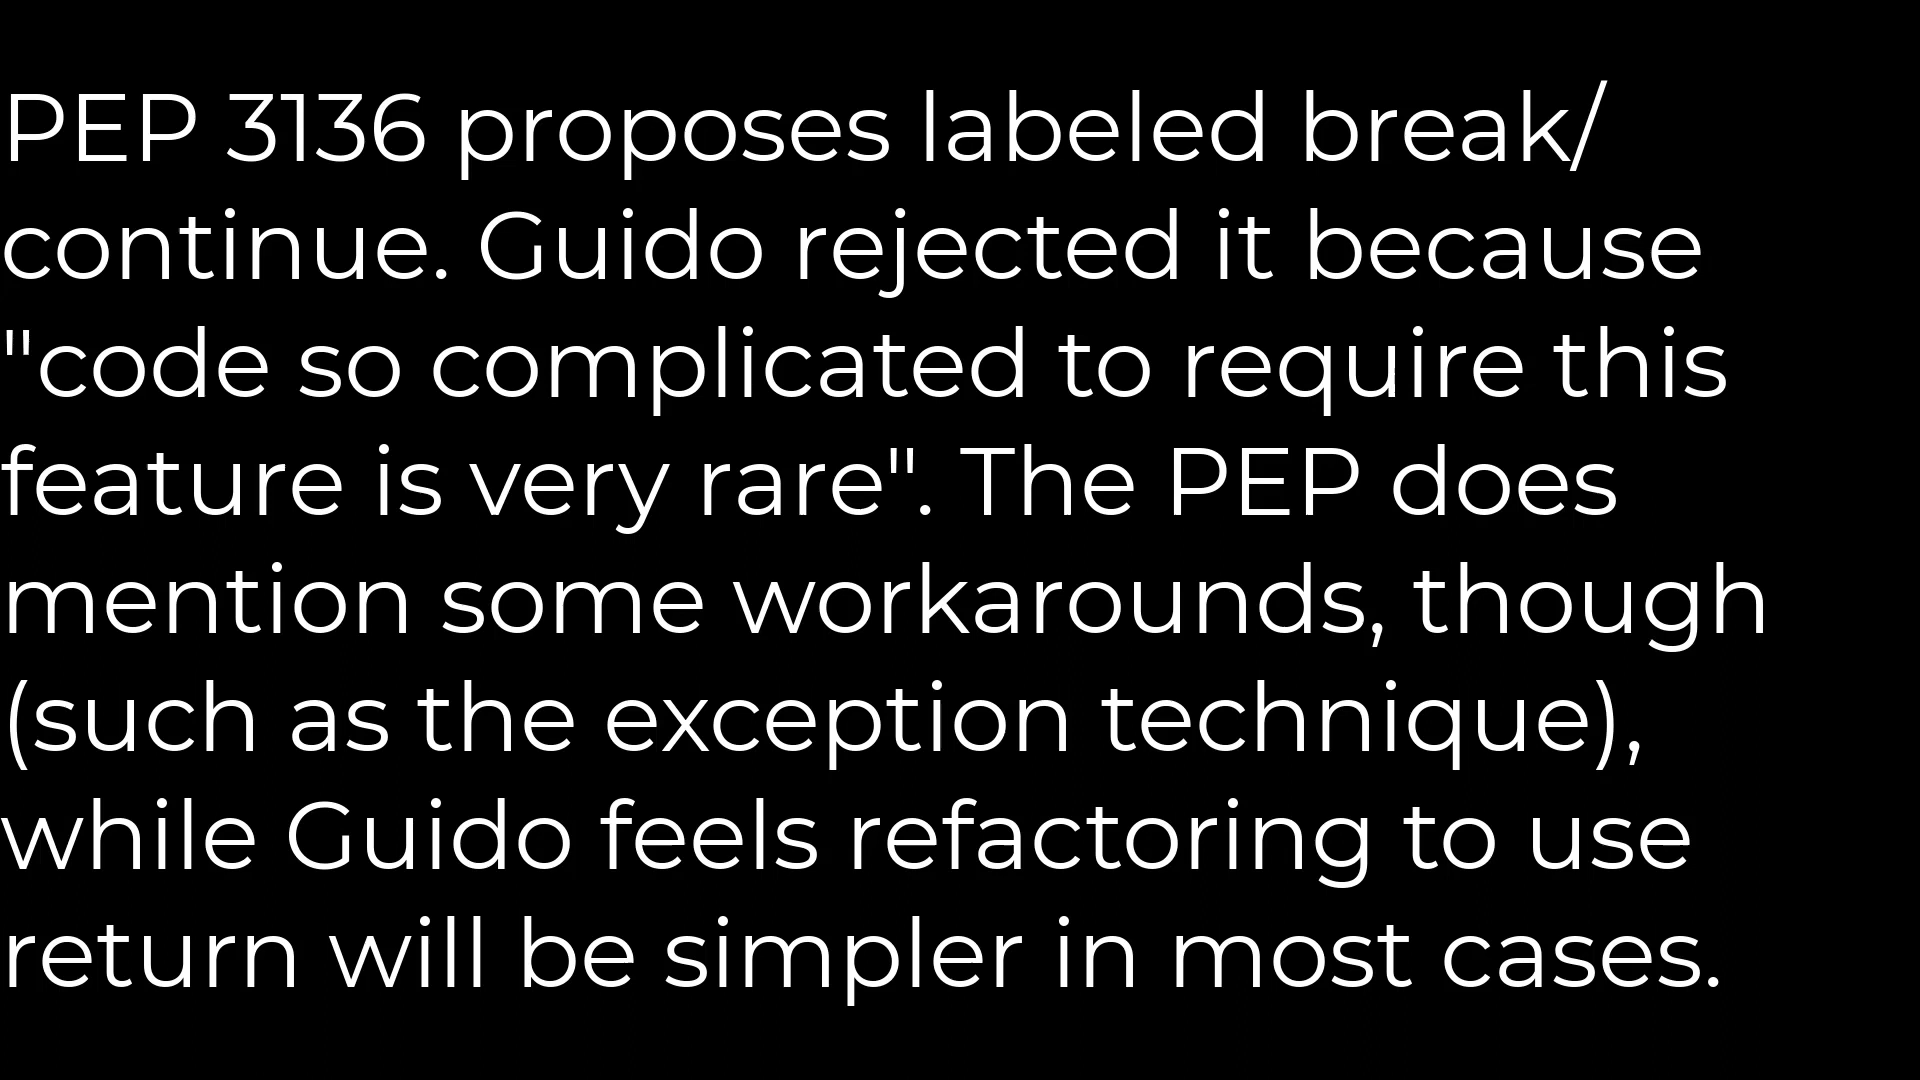 PEP 3136 proposes labeled break/
continue. Guido rejected it because
"code so complicated to require this
feature is very rare". The PEP does
mention some workarounds, though
(such as the exception technique),
while Guido feels refactoring to use
return will be simpler in most cases.